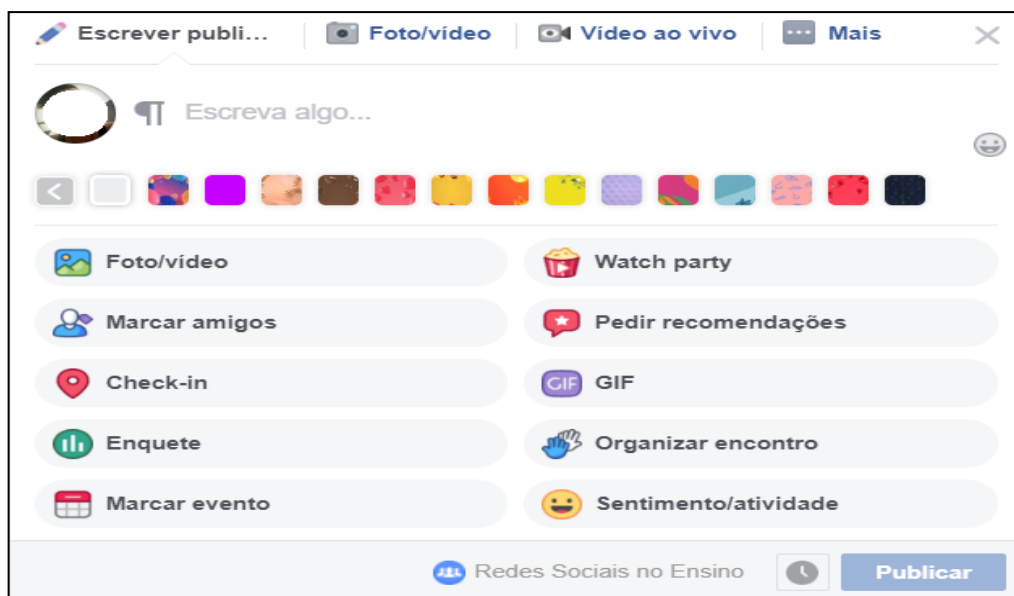 Escrever publi... Foto/vídeo Vídeo ao vivo Mais
¶ Escreva algo...
Foto/vídeo Watch party
Marcar amigos Pedir recomendações
Check-in GIF GIF
Enquete Organizar encontro
Marcar evento Sentimento/atividade
Redes Sociais no Ensino Publicar